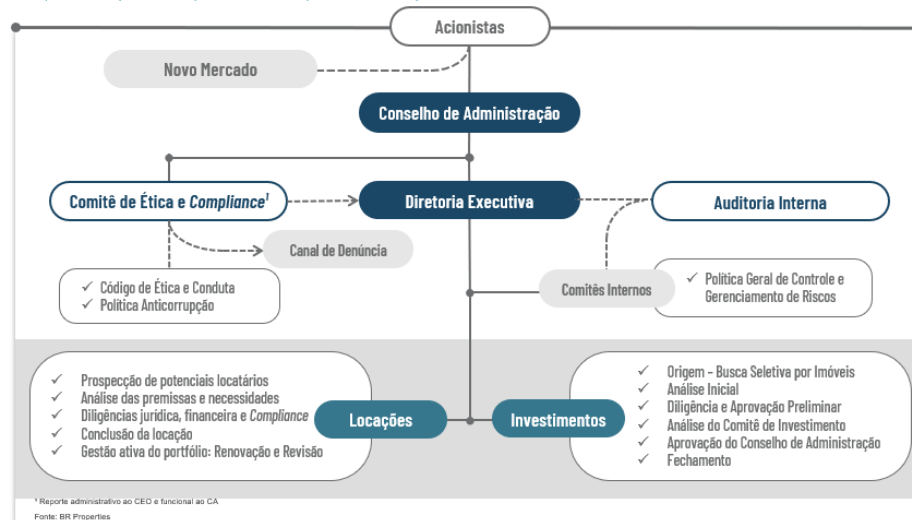 Acionistas
Novo Mercado
Conselho de Administração
Comitê de Ética e Compliance¹
Diretoria Executiva
Auditoria Interna
Canal de Denúncia
✓ Código de Ética e Conduta
✓ Política Anticorrupção
Comitês Internos
✓ Política Geral de Controle e
Gerenciamento de Riscos
✓ Prospecção de potenciais locatários
✓ Análise das premissas e necessidades
✓ Diligências jurídica, financeira e Compliance
✓ Conclusão da locação
✓ Gestão ativa do portfólio: Renovação e Revisão
Locações
Investimentos
✓ Origem – Busca Seletiva por Imóveis
✓ Análise Inicial
✓ Diligência e Aprovação Preliminar
✓ Análise do Comitê de Investimento
✓ Aprovação do Conselho de Administração
✓ Fechamento
¹ Reporte administrativo ao CEO e funcional ao CA
Fonte: BR Properties